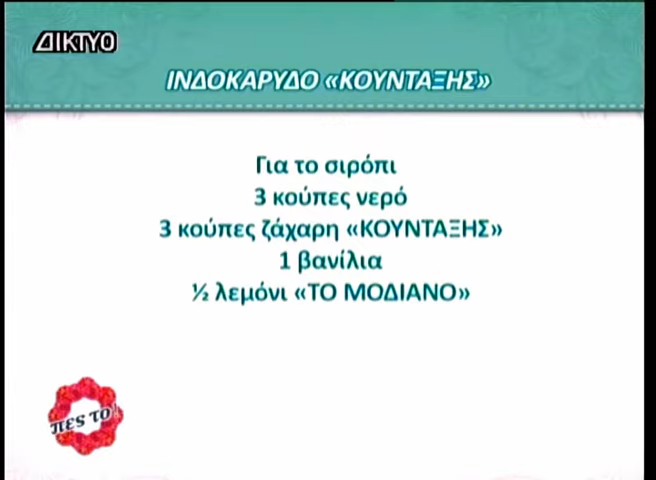 ΔΙΚΤΥΟ
ΙΝΔΟΚΑΡΥΔΟ «ΚΟΥΝΤΑΞΗΣ»
Για το σιρόπι
3 κούπες νερό
3 κούπες ζάχαρη «ΚΟΥΝΤΑΞΗΣ»
1 βανίλια
½ λεμόνι «ΤΟ ΜΟΔΙΑΝΟ»
πες το!